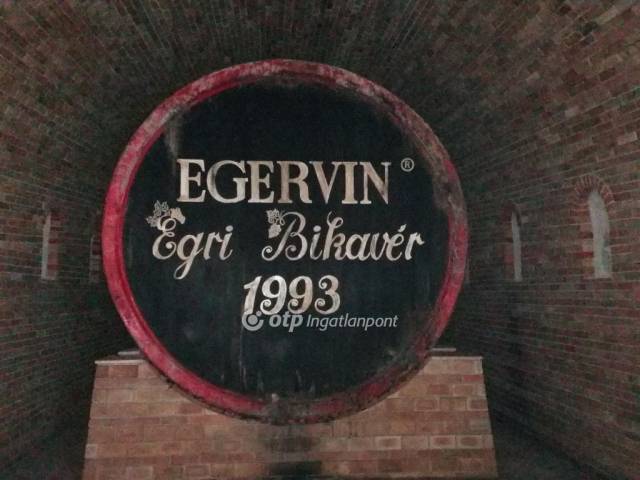 EGERVIN ®
Egri Bikavér
1993
otp Ingatlanpont